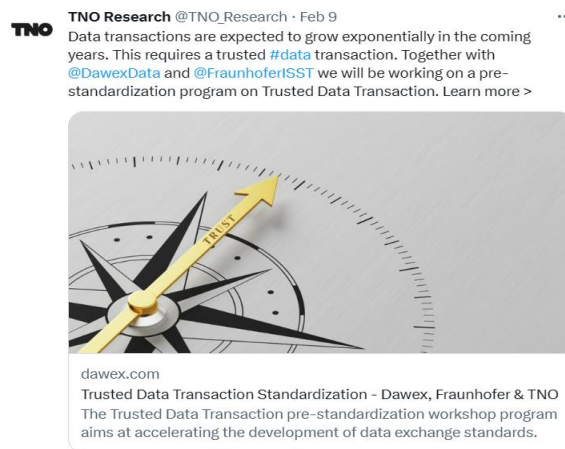 TNO
TNO Research @TNO_Research · Feb 9
Data transactions are expected to grow exponentially in the coming
years. This requires a trusted #data transaction. Together with
@DawexData and @FraunhoferISST we will be working on a pre-
standardization program on Trusted Data Transaction. Learn more >
TRUST
dawex.com
Trusted Data Transaction Standardization - Dawex, Fraunhofer & TNO
The Trusted Data Transaction pre-standardization workshop program
aims at accelerating the development of data exchange standards.